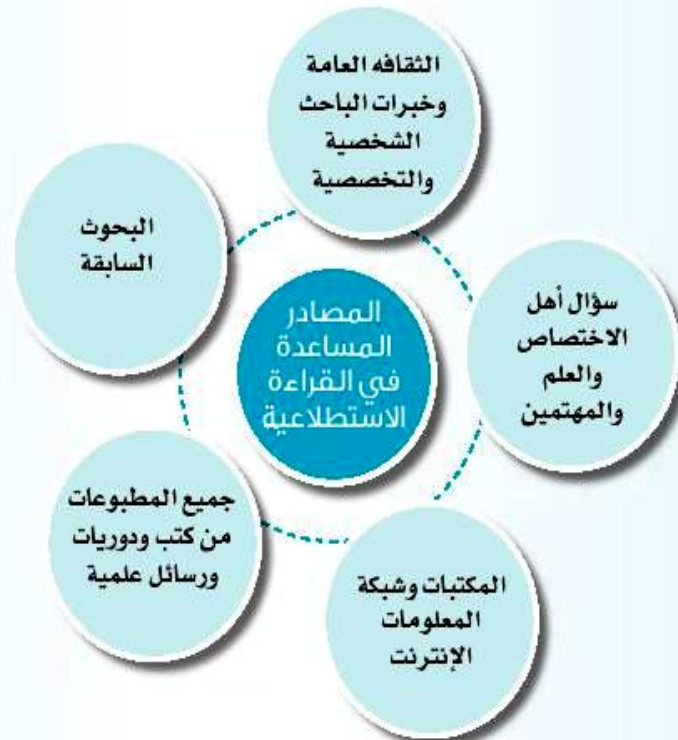 الثقافه العامة
وخبرات الباحث
الشخصية
والتخصصية
سؤال أهل
الاختصاص
والعلم
والمهتمين
المكتبات وشبكة
المعلومات
الإنترنت
جميع المطبوعات
من كتب ودوريات
ورسائل علمية
البحوث
السابقة
المصادر
المساعدة
في القراءة
الاستطلاعية